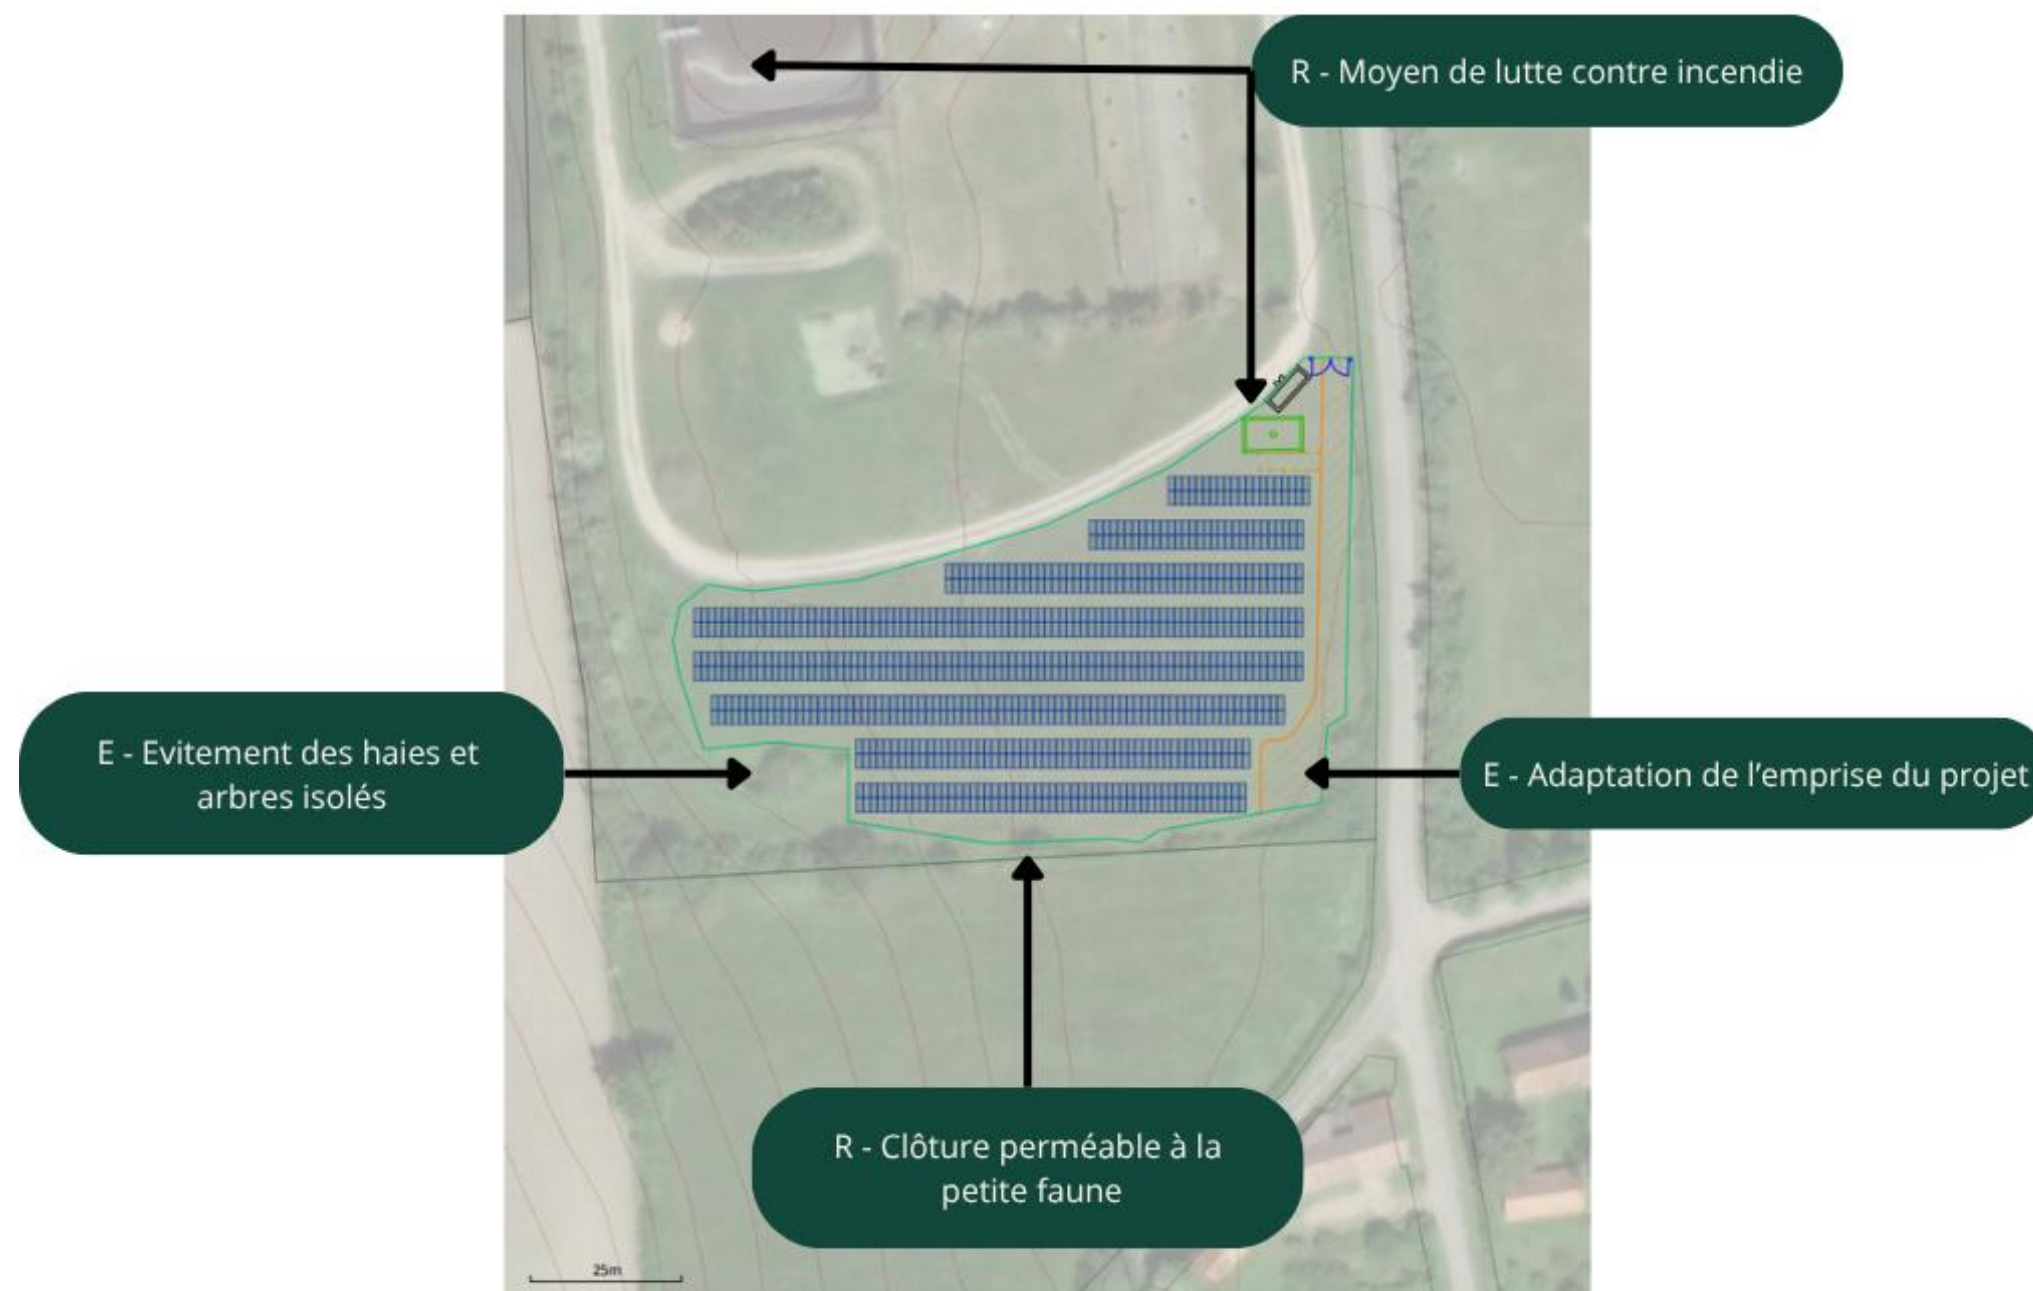 R - Moyen de lutte contre incendie
E - Evitement des haies et
arbres isolés
E - Adaptation de l’emprise du projet
R - Clôture perméable à la
petite faune
25m